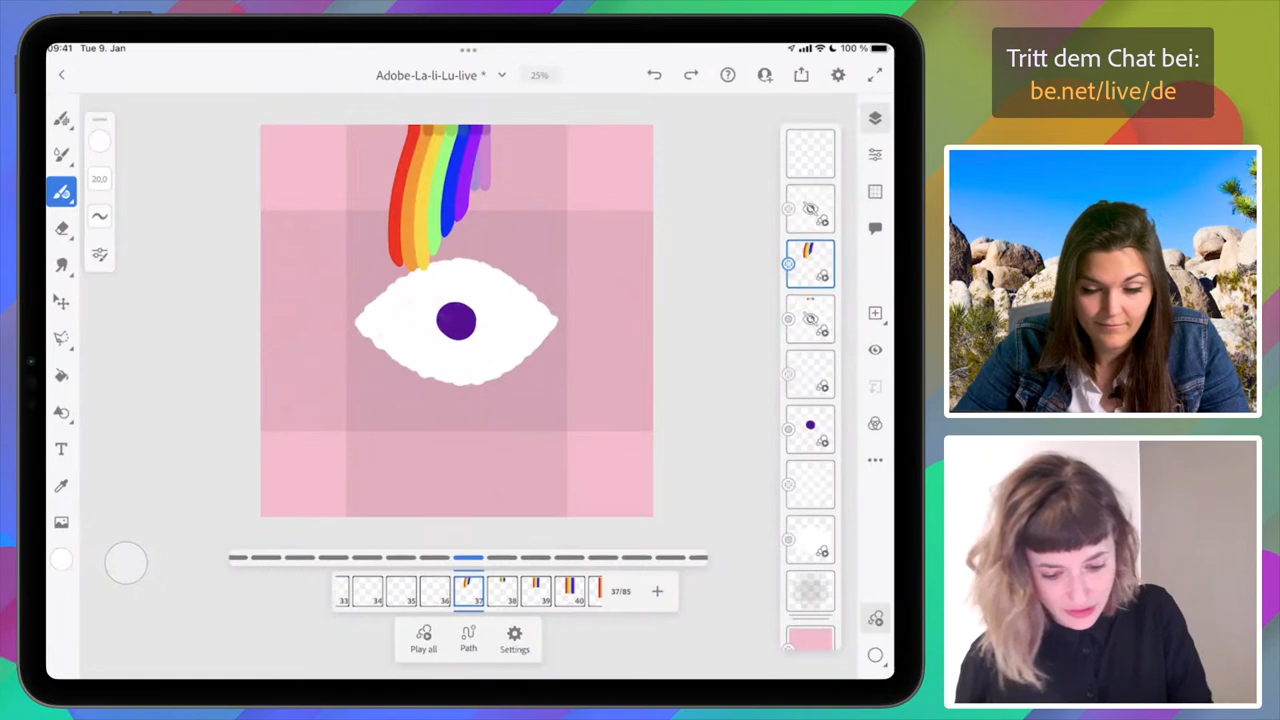 09:41 Tue 9. Jan
100 %
Adobe-La-li-Lu-live *
25%
Tritt dem Chat bei:
be.net/live/de
20,0
T
33
34
35
36
37
38
39
40
37/85
Play all
Path
Settings